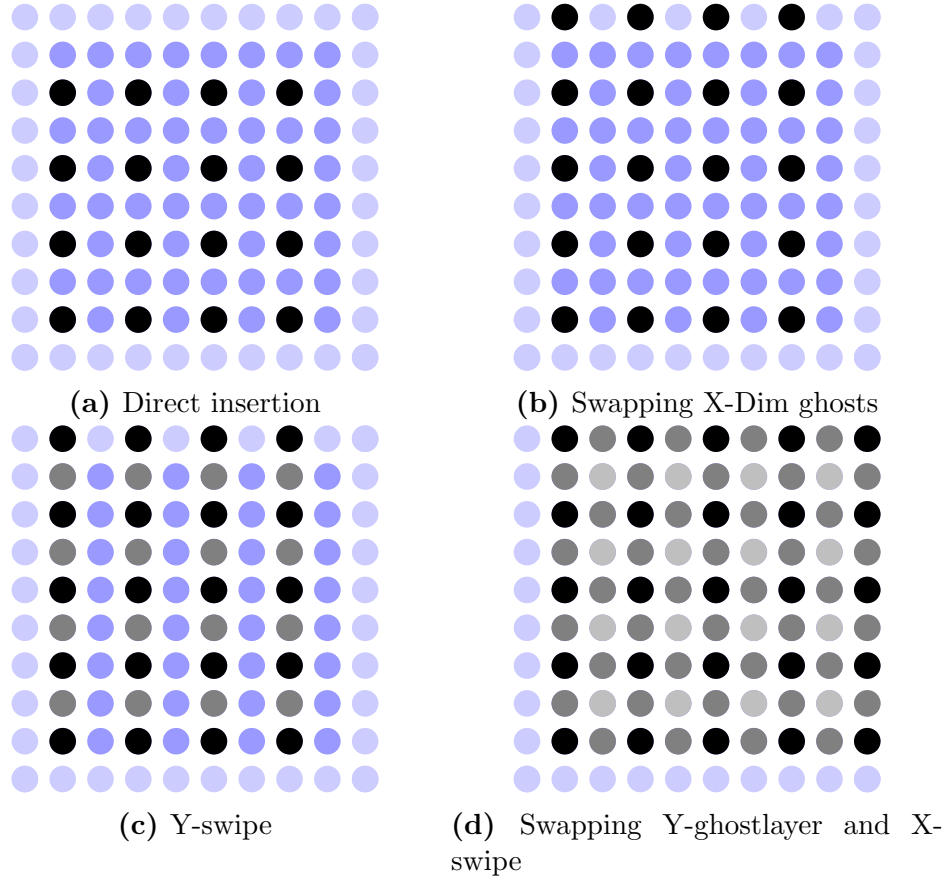 (a) Direct insertion
(b) Swapping X-Dim ghosts
(c) Y-swipe
(d) Swapping Y-ghostlayer and X-
swipe